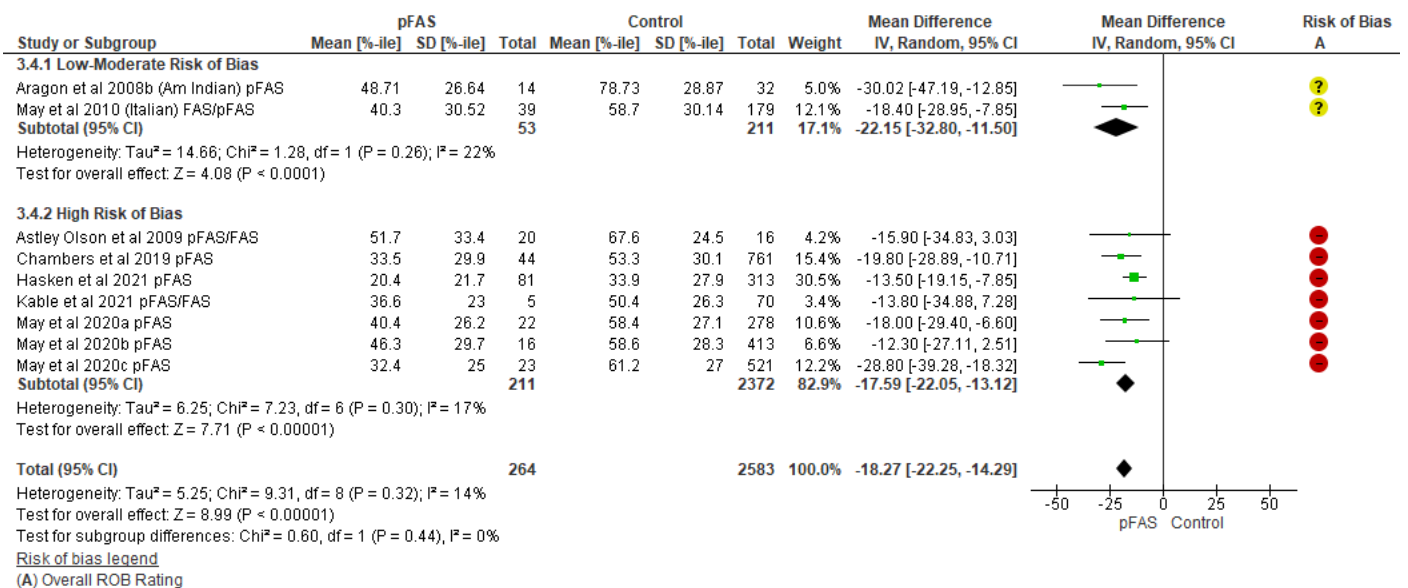 pFAS Control Mean Difference Mean Difference Risk of Bias
Study or Subgroup Mean [%-ile] SD [%-ile] Total Mean [%-ile] SD [%-ile] Total Weight IV, Random, 95% CI IV, Random, 95% CI A
3.4.1 Low-Moderate Risk of Bias
Aragon et al 2008b (Am Indian) pFAS 48.71 26.64 14 78.73 28.87 32 5.0% -30.02 [-47.19, -12.85] ?
May et al 2010 (Italian) FAS/pFAS 40.3 30.52 39 58.7 30.14 179 12.1% -18.40 [-28.95, -7.85] ?
Subtotal (95% CI) 53 211 17.1% -22.15 [-32.80, -11.50]
Heterogeneity: Tau² = 14.66; Chi² = 1.28, df = 1 (P = 0.26); I² = 22%
Test for overall effect: Z = 4.08 (P < 0.0001)
3.4.2 High Risk of Bias
Astley Olson et al 2009 pFAS/FAS 51.7 33.4 20 67.6 24.5 16 4.2% -15.90 [-34.83, 3.03] −
Chambers et al 2019 pFAS 33.5 29.9 44 53.3 30.1 761 15.4% -19.80 [-28.89, -10.71] −
Hasken et al 2021 pFAS 20.4 21.7 81 33.9 27.9 313 30.5% -13.50 [-19.15, -7.85] −
Kable et al 2021 pFAS/FAS 36.6 23 5 50.4 26.3 70 3.4% -13.80 [-34.88, 7.28] −
May et al 2020a pFAS 40.4 26.2 22 58.4 27.1 278 10.6% -18.00 [-29.40, -6.60] −
May et al 2020b pFAS 46.3 29.7 16 58.6 28.3 413 6.6% -12.30 [-27.11, 2.51] −
May et al 2020c pFAS 32.4 25 23 61.2 27 521 12.2% -28.80 [-39.28, -18.32] −
Subtotal (95% CI) 211 2372 82.9% -17.59 [-22.05, -13.12]
Heterogeneity: Tau² = 6.25; Chi² = 7.23, df = 6 (P = 0.30); I² = 17%
Test for overall effect: Z = 7.71 (P < 0.00001)
Total (95% CI) 264 2583 100.0% -18.27 [-22.25, -14.29]
Heterogeneity: Tau² = 5.25; Chi² = 9.31, df = 8 (P = 0.32); I² = 14%
Test for overall effect: Z = 8.99 (P < 0.00001)
Test for subgroup differences: Chi² = 0.60, df = 1 (P = 0.44), I² = 0%
-50 -25 0 25 50
pFAS Control
Risk of bias legend
(A) Overall ROB Rating